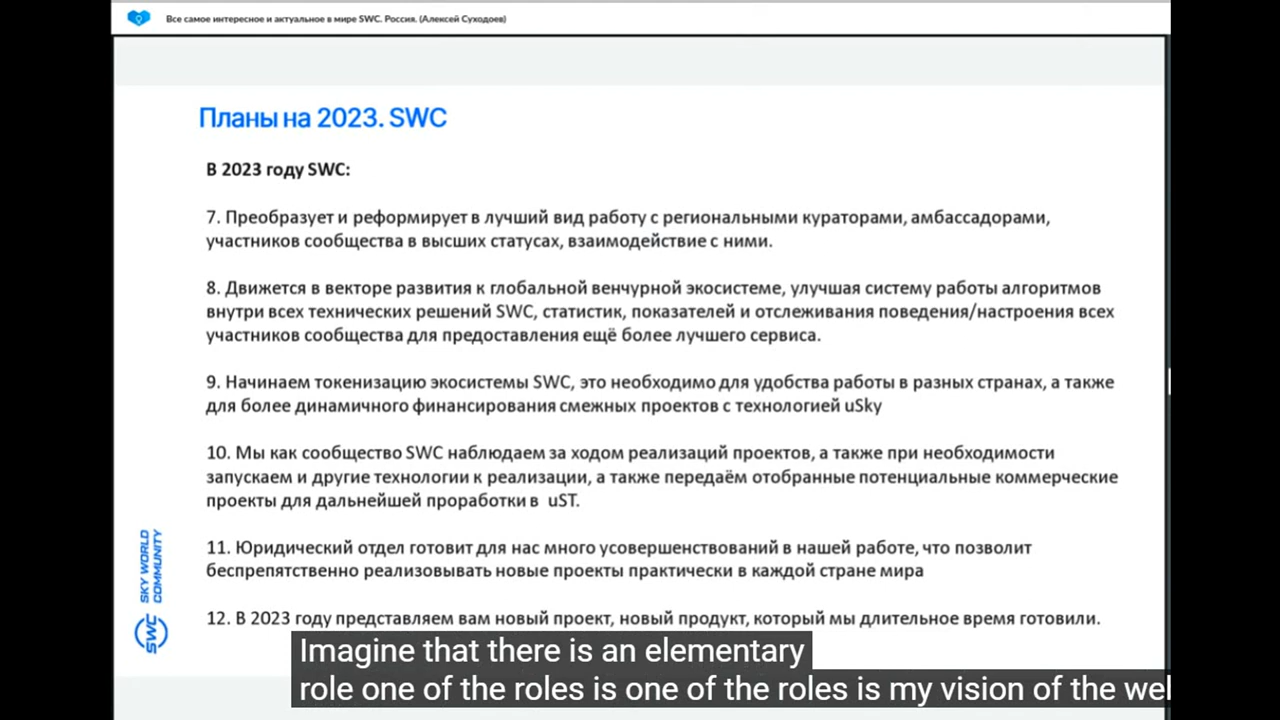 Все самое интересное и актуальное в мире SWC. Россия. (Алексей Суходоев)
Планы на 2023. SWC
В 2023 году SWC:
7. Преобразует и реформирует в лучший вид работу с региональными кураторами, амбассадорами,
участников сообщества в высших статусах, взаимодействие с ними.
8. Движется в векторе развития к глобальной венчурной экосистеме, улучшая систему работы алгоритмов
внутри всех технических решений SWC, статистик, показателей и отслеживания поведения/настроения всех
участников сообщества для предоставления ещё более лучшего сервиса.
9. Начинаем токенизацию экосистемы SWC, это необходимо для удобства работы в разных странах, а также
для более динамичного финансирования смежных проектов с технологией uSky
10. Мы как сообщество SWC наблюдаем за ходом реализаций проектов, а также при необходимости
запускаем и другие технологии к реализации, а также передаём отобранные потенциальные коммерческие
проекты для дальнейшей проработки в uST.
11. Юридический отдел готовит для нас много усовершенствований в нашей работе, что позволит
беспрепятственно реализовывать новые проекты практически в каждой стране мира
12. В 2023 году представляем вам новый проект, новый продукт, который мы длительное время готовили.
SKY WORLD
COMMUNITY
SWC
Imagine that there is an elementary
role one of the roles is one of the roles is my vision of the wel